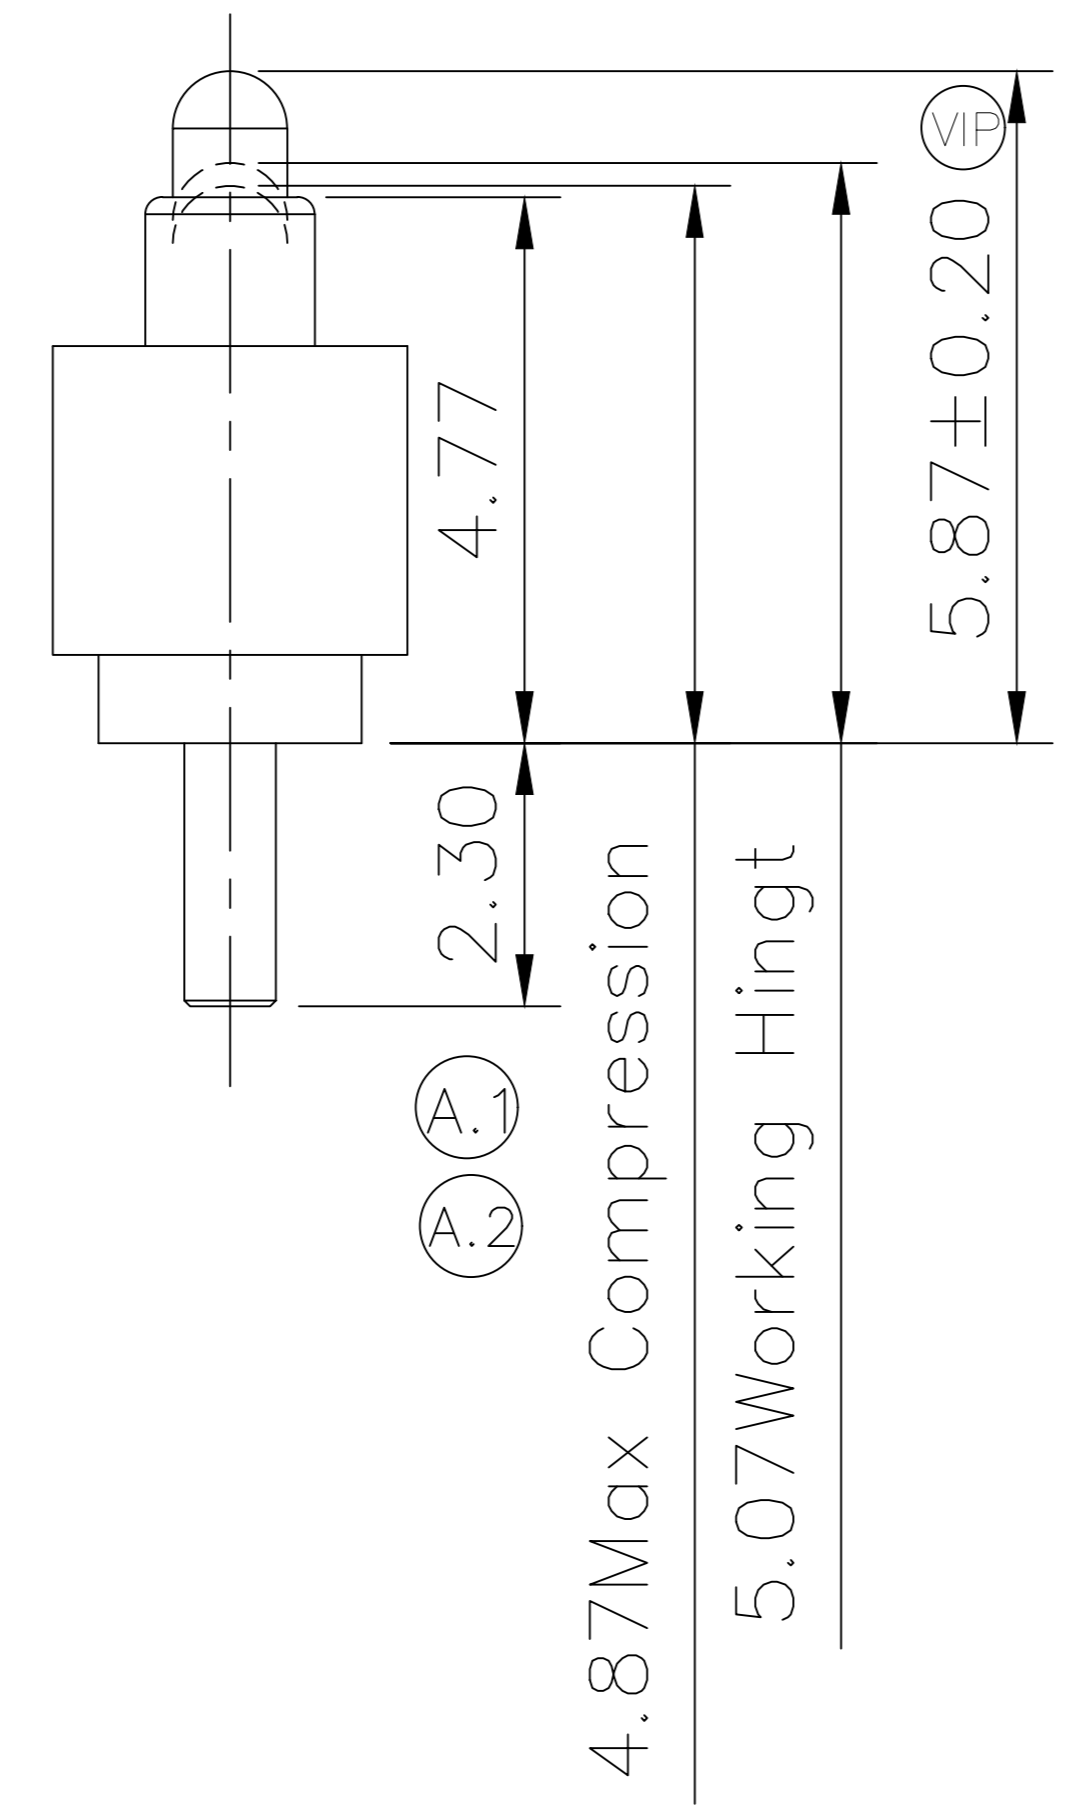 VIP
5.87±0.20
4.77
2.30
A.1
A.2
4.87Max Compression
5.07Working Hingt